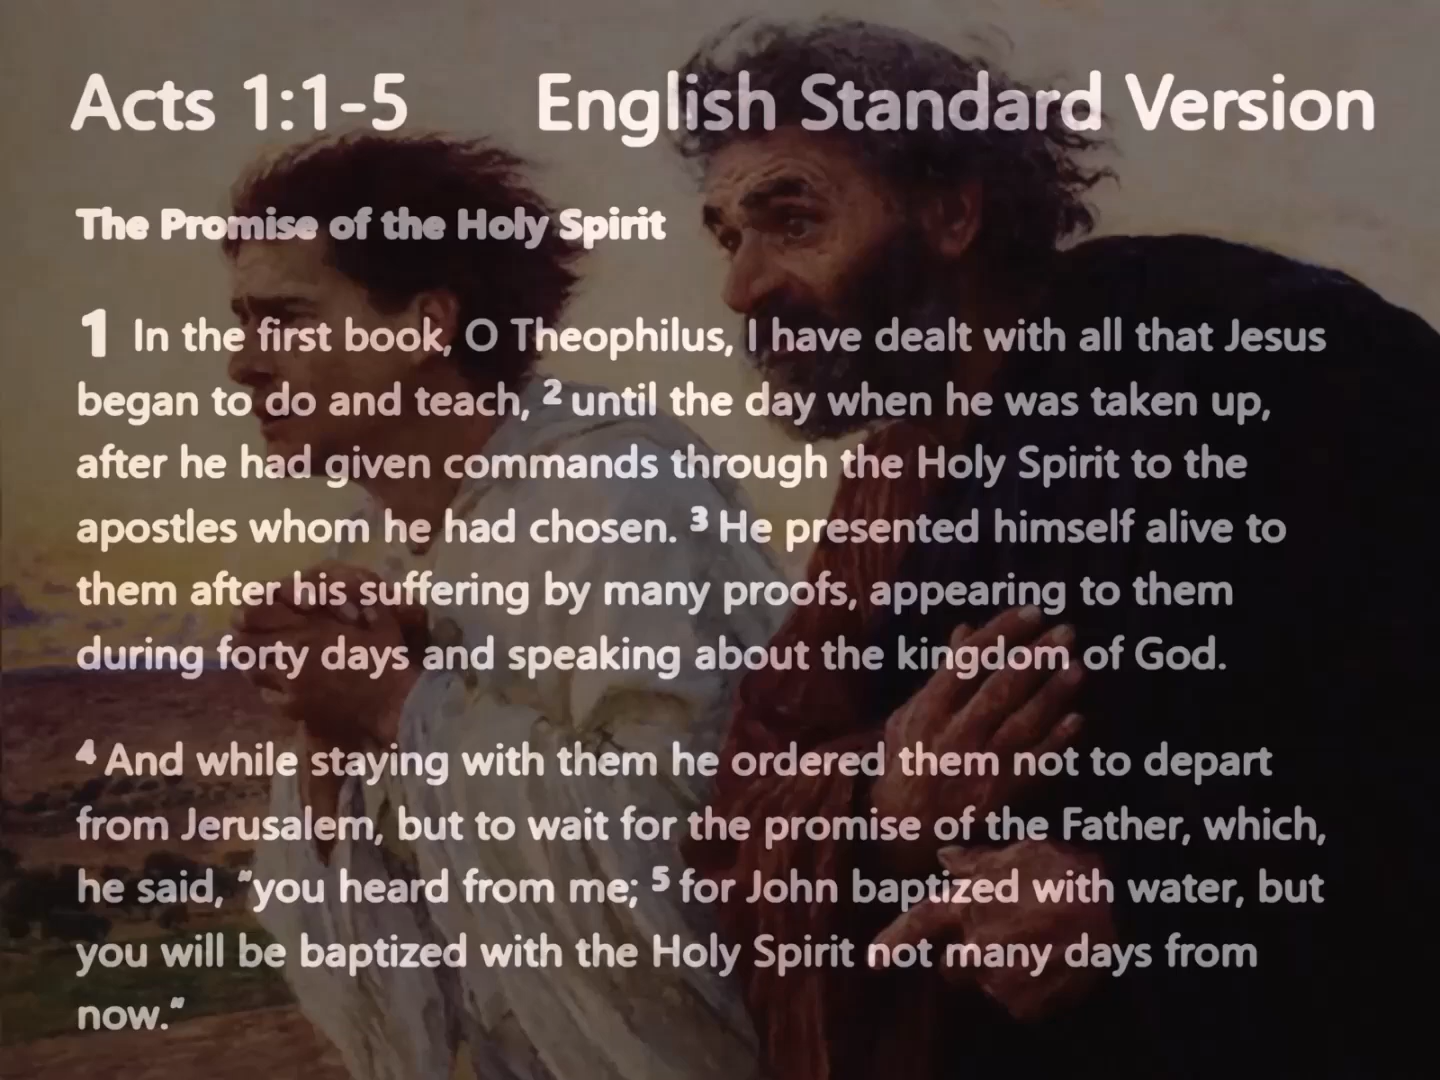 Acts 1:1-5 English Standard Version
The Promise of the Holy Spirit
1 In the first book, O Theophilus, I have dealt with all that Jesus
began to do and teach, 2 until the day when he was taken up,
after he had given commands through the Holy Spirit to the
apostles whom he had chosen. 3 He presented himself alive to
them after his suffering by many proofs, appearing to them
during forty days and speaking about the kingdom of God.
4 And while staying with them he ordered them not to depart
from Jerusalem, but to wait for the promise of the Father, which,
he said, "you heard from me; 5 for John baptized with water, but
you will be baptized with the Holy Spirit not many days from
now."